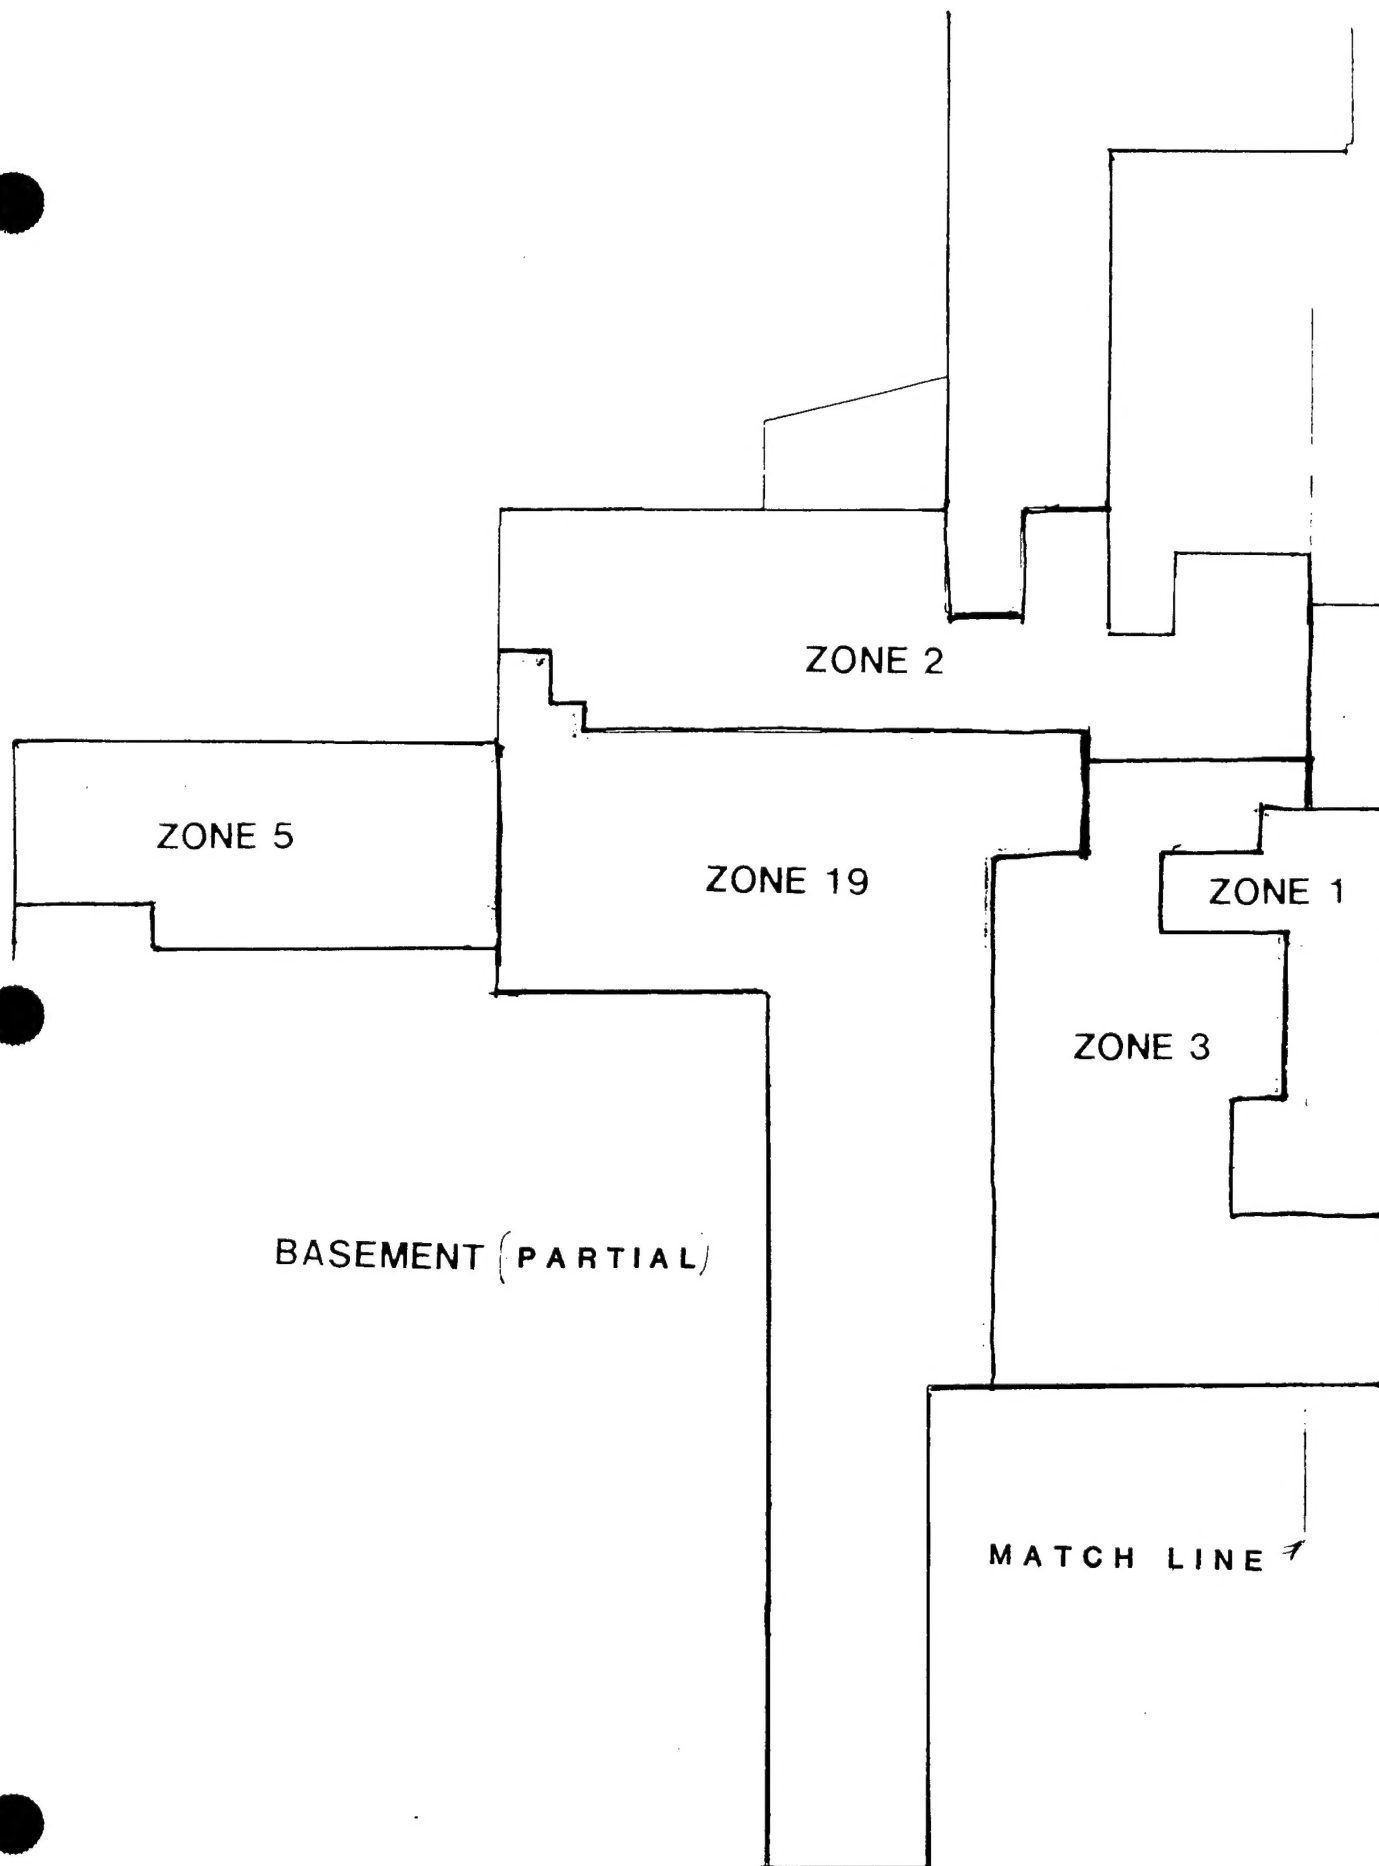 ZONE 2
ZONE 5
ZONE 19
ZONE 1
ZONE 3
BASEMENT (PARTIAL)
MATCH LINE